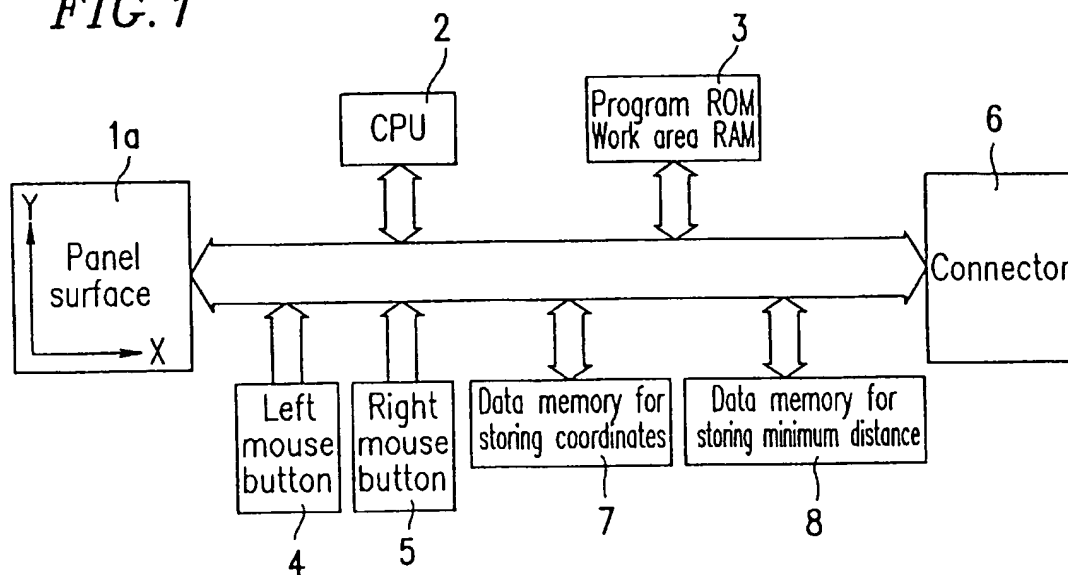 FIG. 1
2
3
CPU
Program ROM
Work area RAM
1a
6
Y
Panel
surface
X
Connector
Left
mouse
button
Right
mouse
button
Data memory for
storing coordinates
Data memory for
storing minimum distance
4
5
7
8